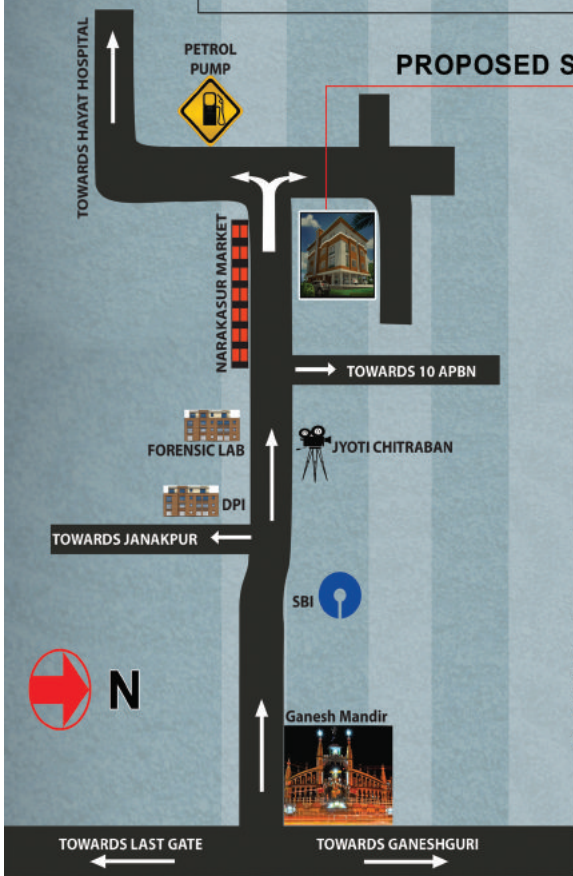 PETROL
PUMP
PROPOSED S
TOWARDS HAYAT HOSPITAL
NARAKASUR MARKET
TOWARDS 10 APBN
FORENSIC LAB
JYOTI CHITRABAN
DPI
TOWARDS JANAKPUR
SBI
N
Ganesh Mandir
TOWARDS LAST GATE
TOWARDS GANESHGURI